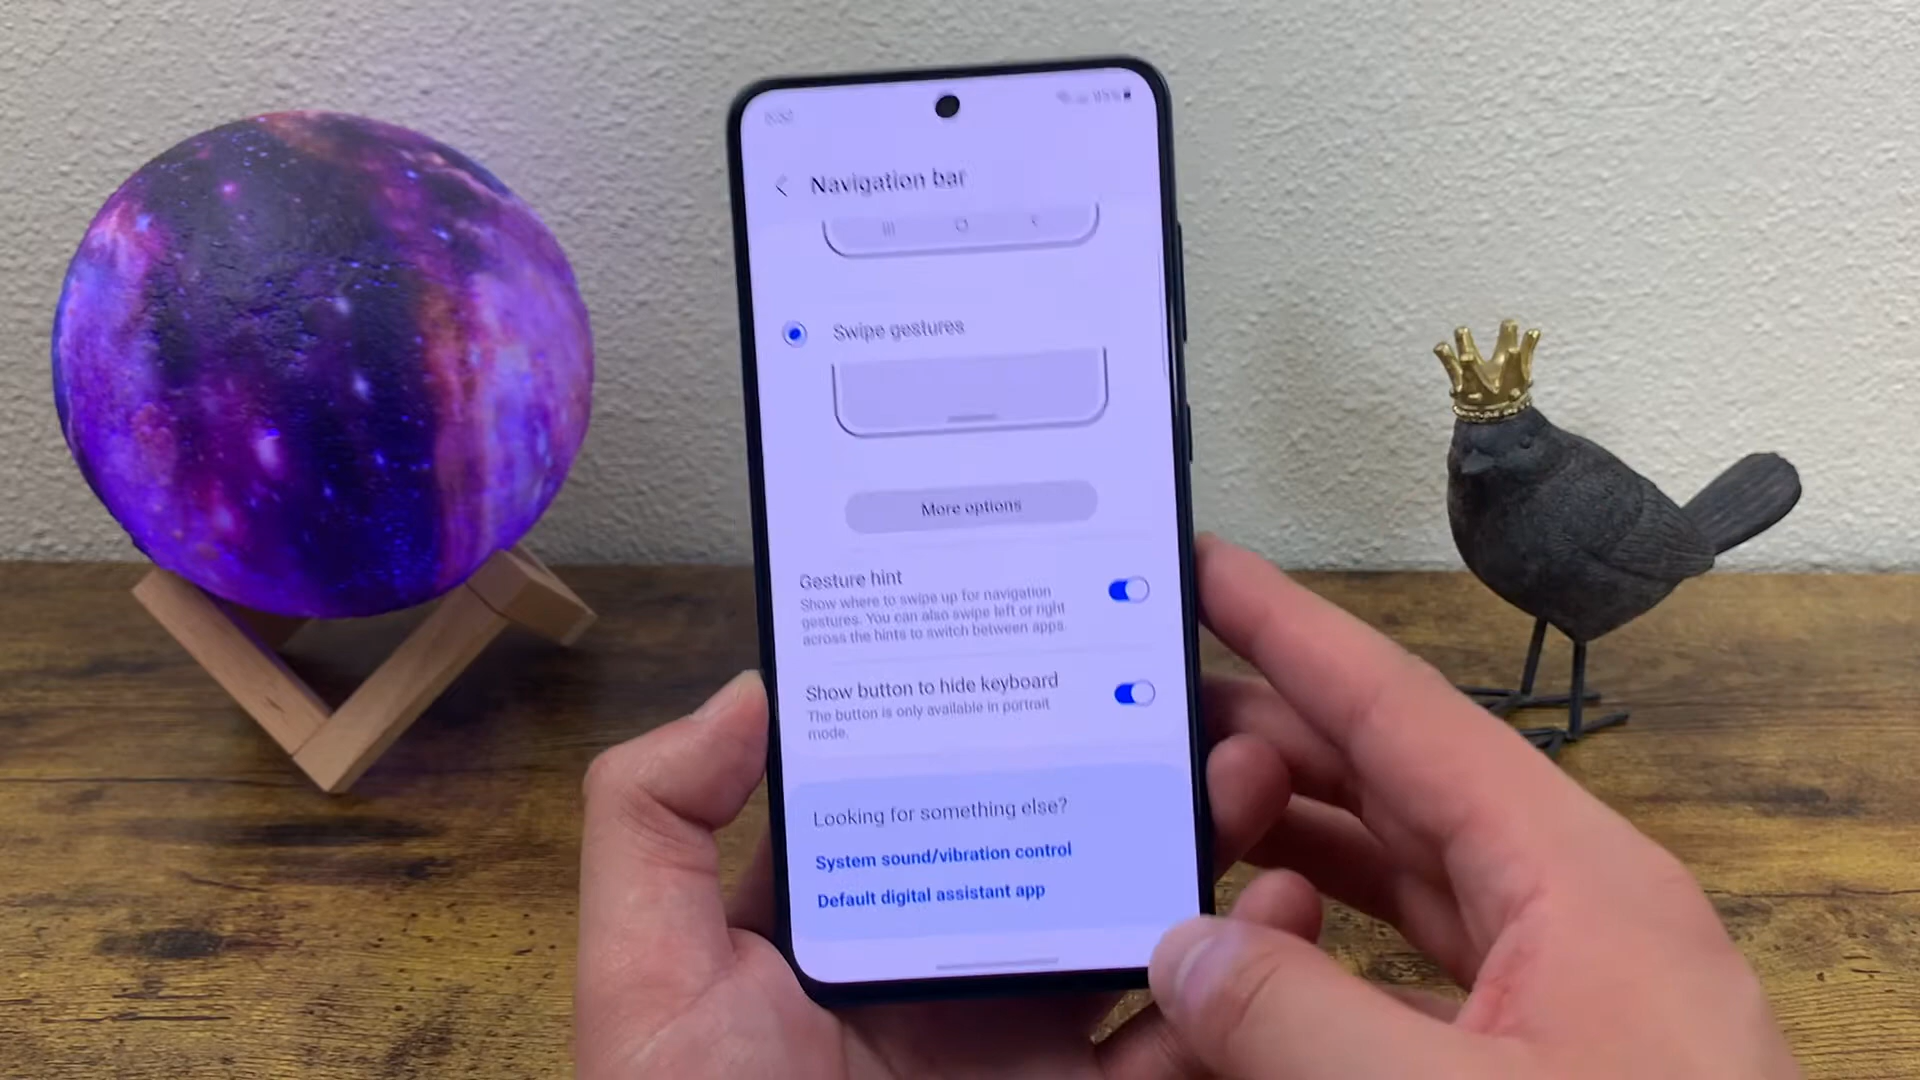 Navigation bar
Swipe gestures
More options
Gesture hint
Show where to swipe up for navigation
gestures. You can also swipe left or right
across the hints to switch between apps.
Show button to hide keyboard
The button is only available in portrait
mode.
Looking for something else?
System sound/vibration control
Default digital assistant app